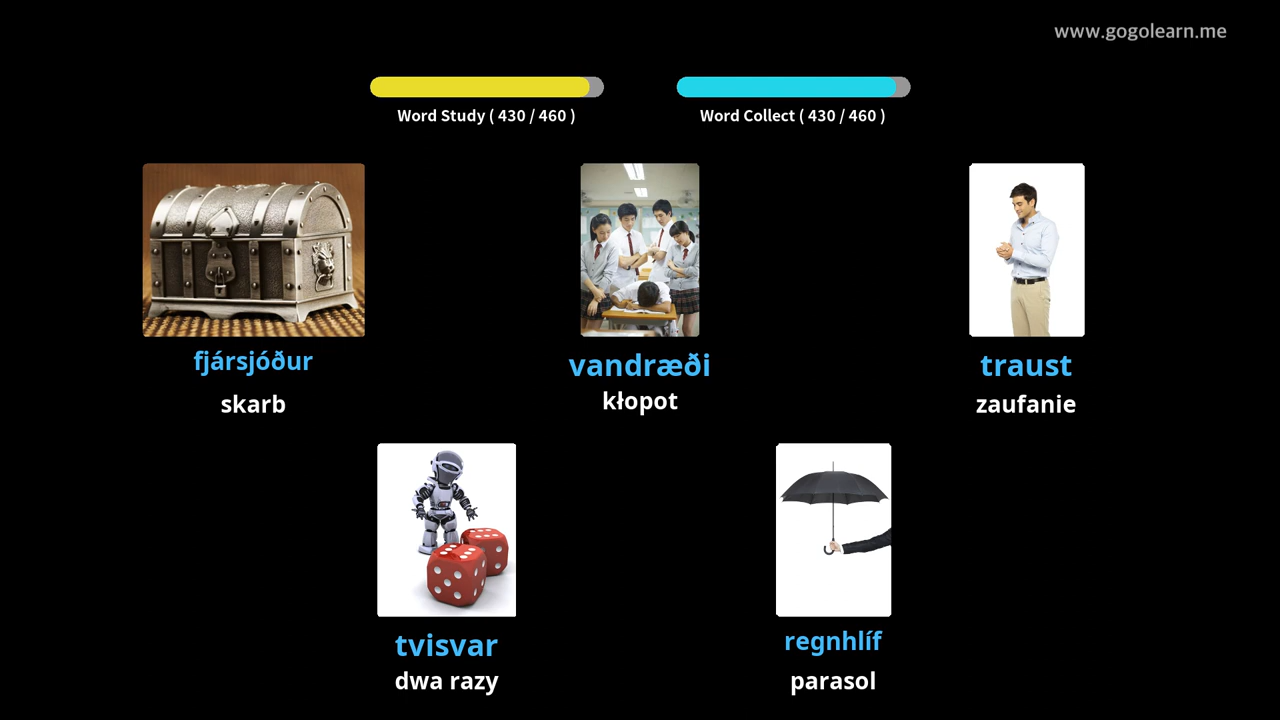 www.gogolearn.me
Word Study ( 430 / 460 )
Word Collect ( 430 / 460 )
fjársjóður
skarb
vandræði
kłopot
traust
zaufanie
tvisvar
dwa razy
regnhlíf
parasol